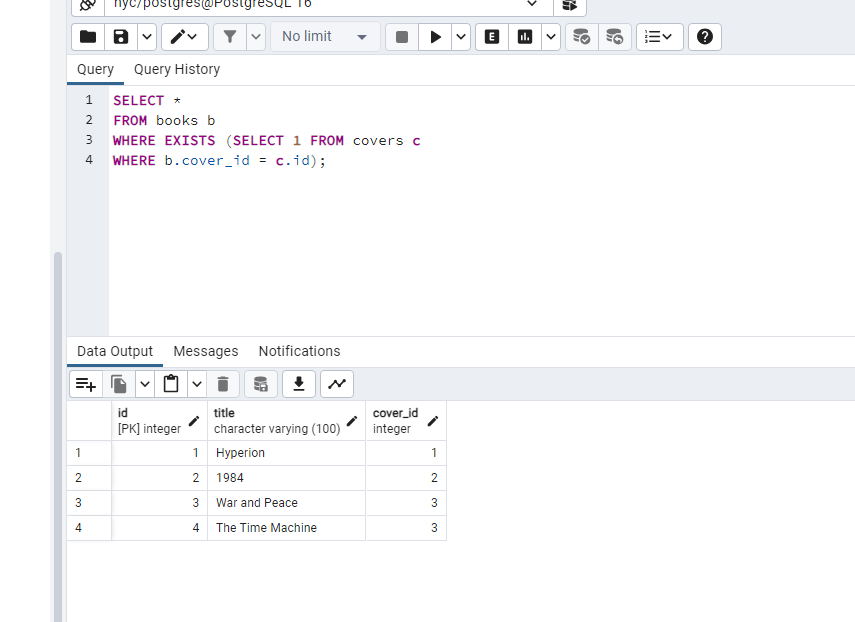 nyc/postgres@PostgreSQL 16
No limit
E
Query Query History
1 SELECT *
2 FROM books b
3 WHERE EXISTS (SELECT 1 FROM covers c
4 WHERE b.cover_id = c.id);
Data Output Messages Notifications
id title cover_id
[PK] integer character varying (100) integer
1 1 Hyperion 1
2 2 1984 2
3 3 War and Peace 3
4 4 The Time Machine 3